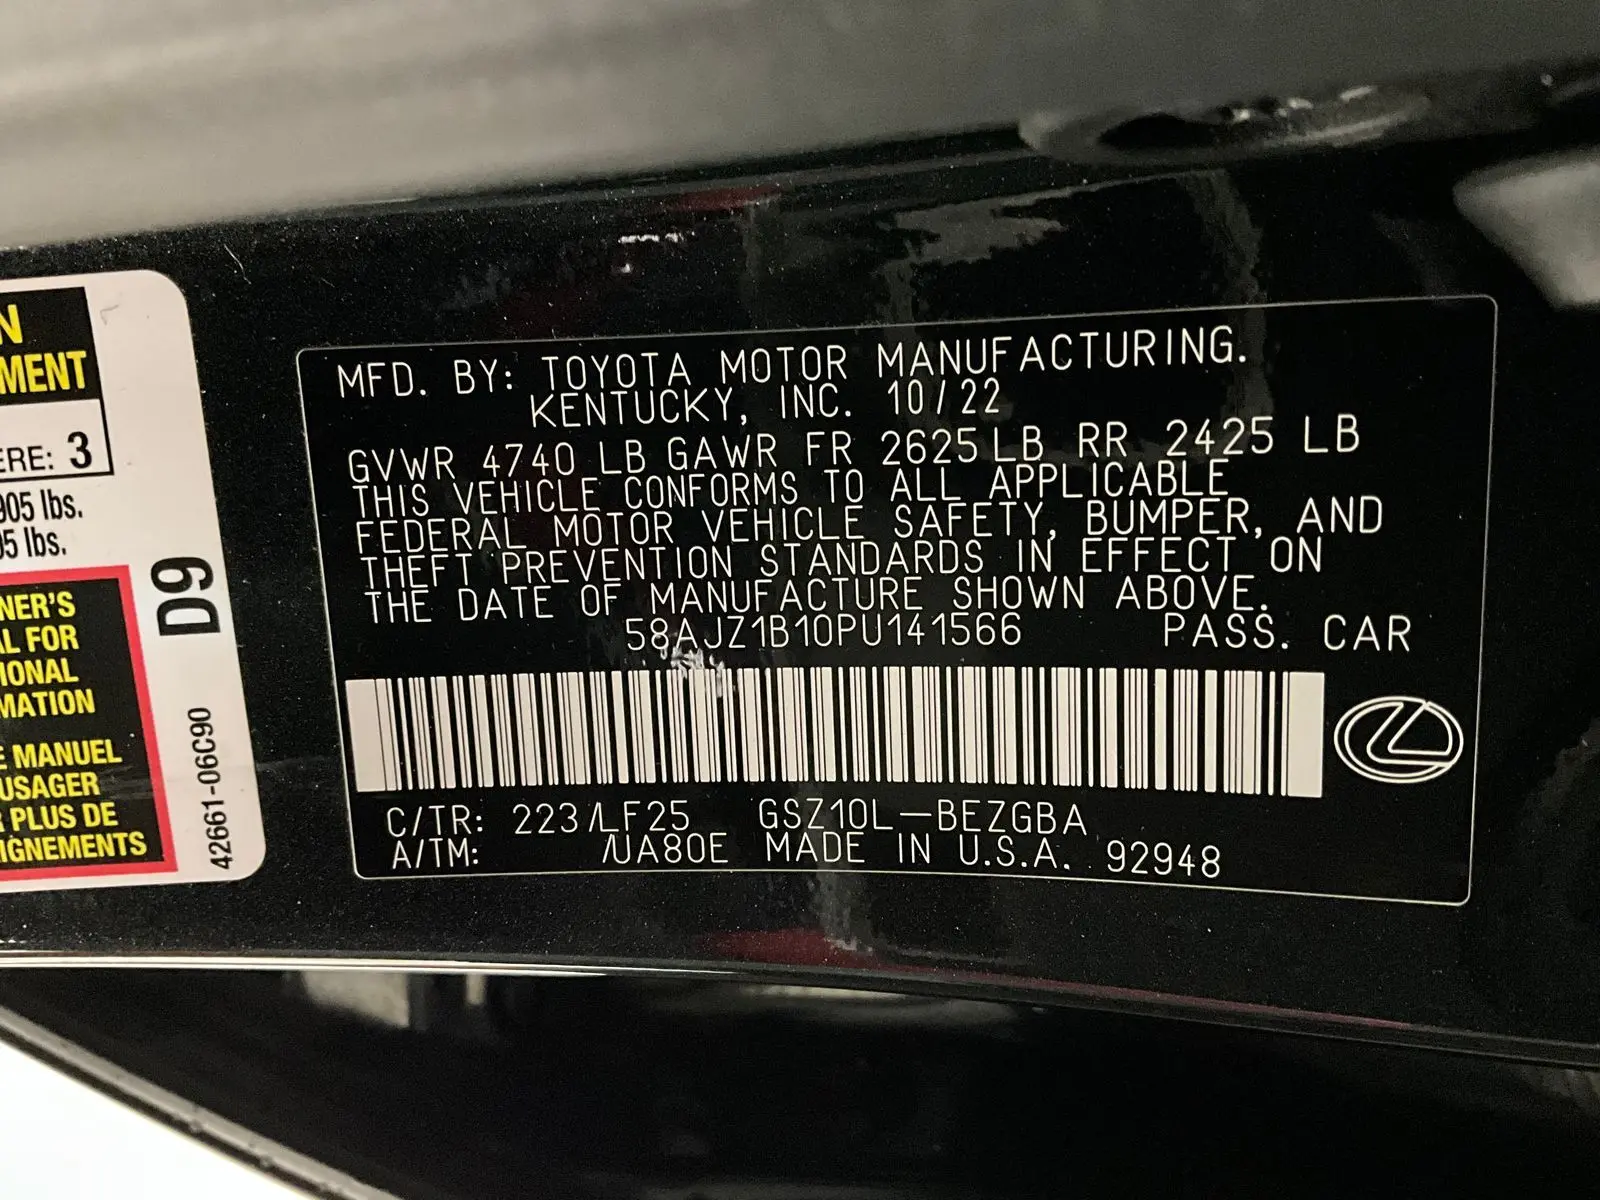 N
MENT
ERE: 3
905 lbs.
05 lbs.
NER'S
AL FOR
IONAL
MATION
E MANUEL
USAGER
R PLUS DE
IGNEMENTS
D9
42661-06C90
MFD. BY: TOYOTA MOTOR MANUFACTURING.
KENTUCKY, INC. 10/22
GVWR 4740 LB GAWR FR 2625 LB RR 2425 LB
THIS VEHICLE CONFORMS TO ALL APPLICABLE
FEDERAL MOTOR VEHICLE SAFETY, BUMPER, AND
THEFT PREVENTION STANDARDS IN EFFECT ON
THE DATE OF MANUFACTURE SHOWN ABOVE.
58AJZ1B10PU141566 PASS. CAR
C/TR: 223/LF25 GSZ10L-BEZGBA
A/TM: /UA80E MADE IN U.S.A. 92948